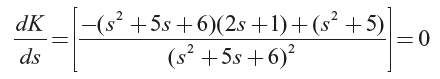 dK/ds = [ −(s² +5s +6)(2s +1) + (s² +5) / (s² +5s +6)² ] = 0